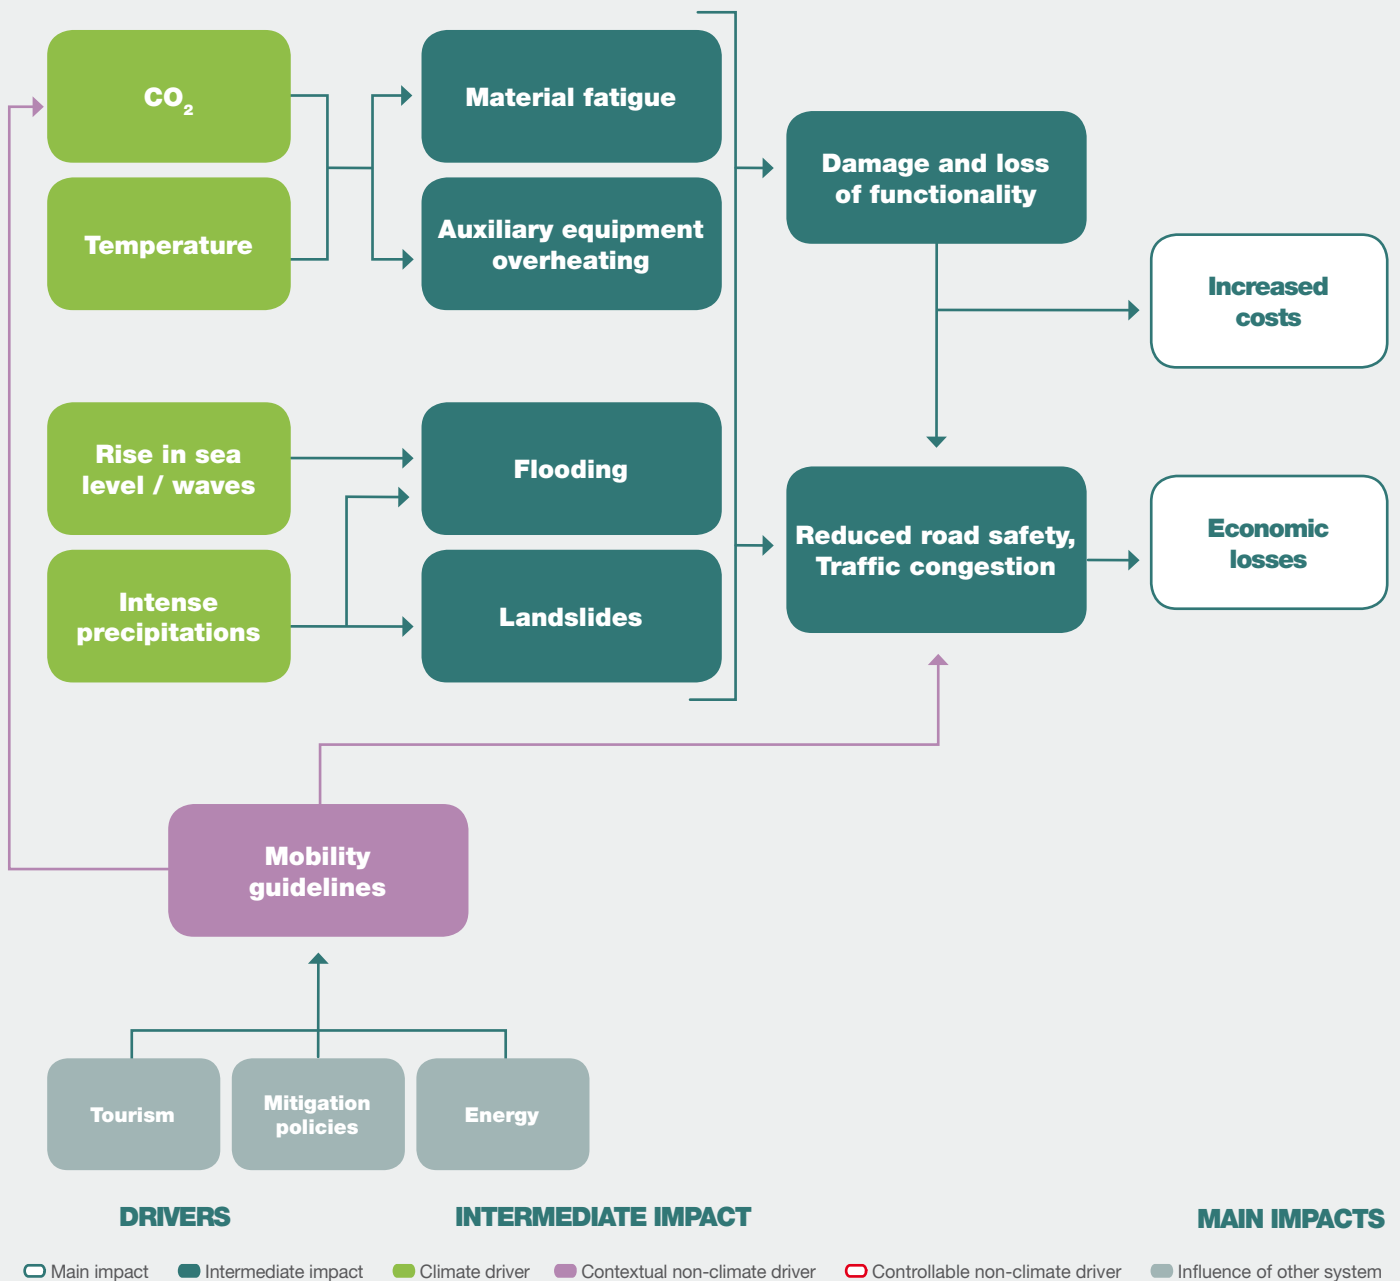 CO₂
Temperature
Material fatigue
Auxiliary equipment
overheating
Damage and loss
of functionality
Increased
costs
Rise in sea
level / waves
Intense
precipitations
Flooding
Landslides
Reduced road safety,
Traffic congestion
Economic
losses
Mobility
guidelines
Tourism
Mitigation
policies
Energy
DRIVERS
INTERMEDIATE IMPACT
MAIN IMPACTS
Main impact
Intermediate impact
Climate driver
Contextual non-climate driver
Controllable non-climate driver
Influence of other system